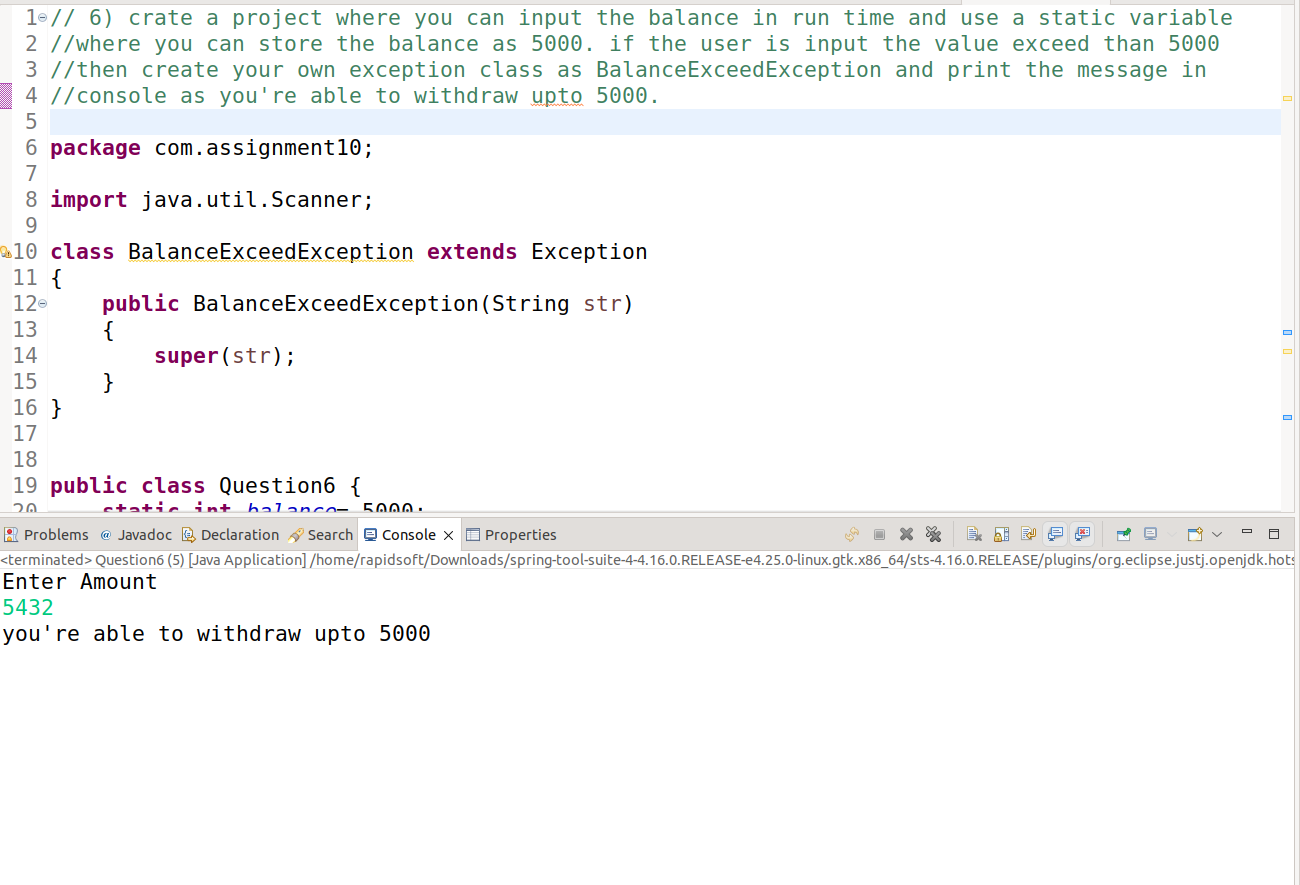 1 // 6) crate a project where you can input the balance in run time and use a static variable
2 //where you can store the balance as 5000. if the user is input the value exceed than 5000
3 //then create your own exception class as BalanceExceedException and print the message in
4 //console as you're able to withdraw upto 5000.
5
6 package com.assignment10;
7
8 import java.util.Scanner;
9
10 class BalanceExceedException extends Exception
11 {
12 public BalanceExceedException(String str)
13 {
14 super(str);
15 }
16 }
17
18
19 public class Question6 {
20 static int balance= 5000;
Problems @ Javadoc Declaration Search Console Properties
<terminated> Question6 (5) [Java Application] /home/rapidsoft/Downloads/spring-tool-suite-4-4.16.0.RELEASE-e4.25.0-linux.gtk.x86_64/sts-4.16.0.RELEASE/plugins/org.eclipse.justj.openjdk.hots
Enter Amount
5432
you're able to withdraw upto 5000